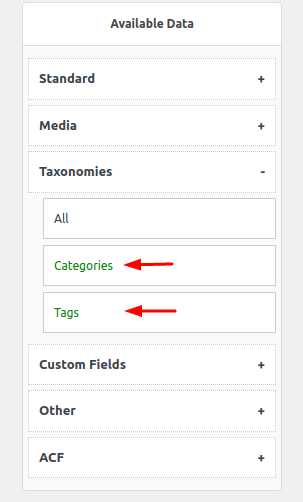 Available Data
Standard +
Media +
Taxonomies -
All
Categories
Tags
Custom Fields +
Other +
ACF +